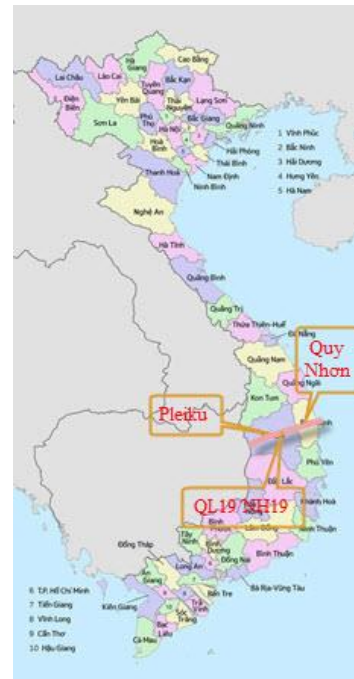 Cao Bằng
Hà
Giang
Lai Châu
Lào Cai
Tuyên
Quang
Bắc Kạn
Điện
Biên
Yên Bái
Thái
Nguyên
Lạng Sơn
Sơn La
Phú
Thọ
Hà Nội
Bắc Giang
Quảng Ninh
Hoà
Bình
Hải Phòng
Thái Bình
Nam Định
Ninh Bình
Thanh Hoá
1 Vĩnh Phúc
2 Bắc Ninh
3 Hải Dương
4 Hưng Yên
5 Hà Nam
Nghệ An
Hà Tĩnh
Quảng Bình
Quảng Trị
Thừa Thiên-Huế
Đà Nẵng
Quảng Nam
Quy
Nhơn
Quảng Ngãi
Kon Tum
Pleiku
Phú Yên
Đắk Lắc
QL19/NH19
Khánh Hoà
Lâm Đồng
Thuận
Bình
Phước
Tây
Ninh
Bình
Dương
Đồng Nai
Bình Thuận
Đồng Tháp
An
Giang
Long An
Bà Rịa-Vũng Tàu
Bến Tre
Kiên Giang
Trà
Vinh
Sóc
Trăng
Bạc
Liêu
Cà Mau
6 T.P. Hồ Chí Minh
7 Tiền Giang
8 Vĩnh Long
9 Cần Thơ
10 Hậu Giang